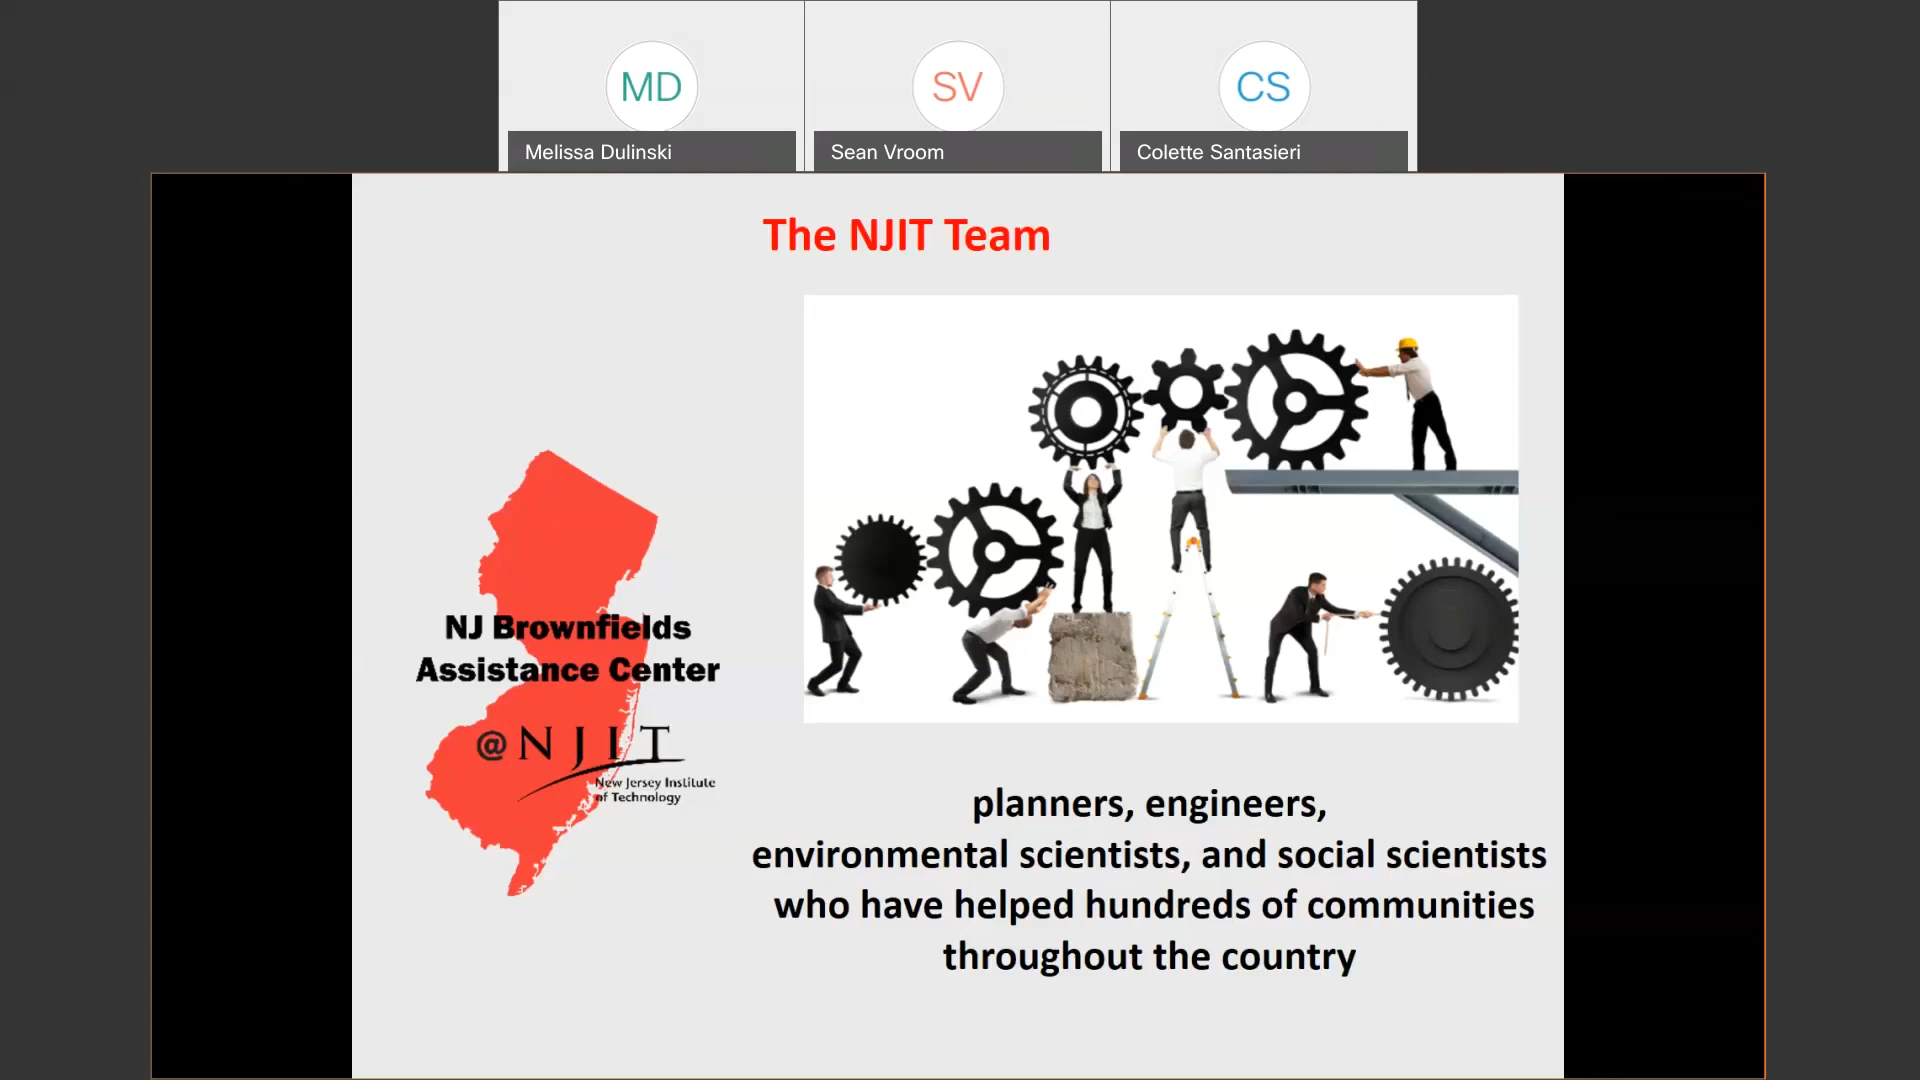 MD
SV
CS
Melissa Dulinski
Sean Vroom
Colette Santasieri
The NJIT Team
NJ Brownfields
Assistance Center
@NJIT
New Jersey Institute
of Technology
planners, engineers,
environmental scientists, and social scientists
who have helped hundreds of communities
throughout the country